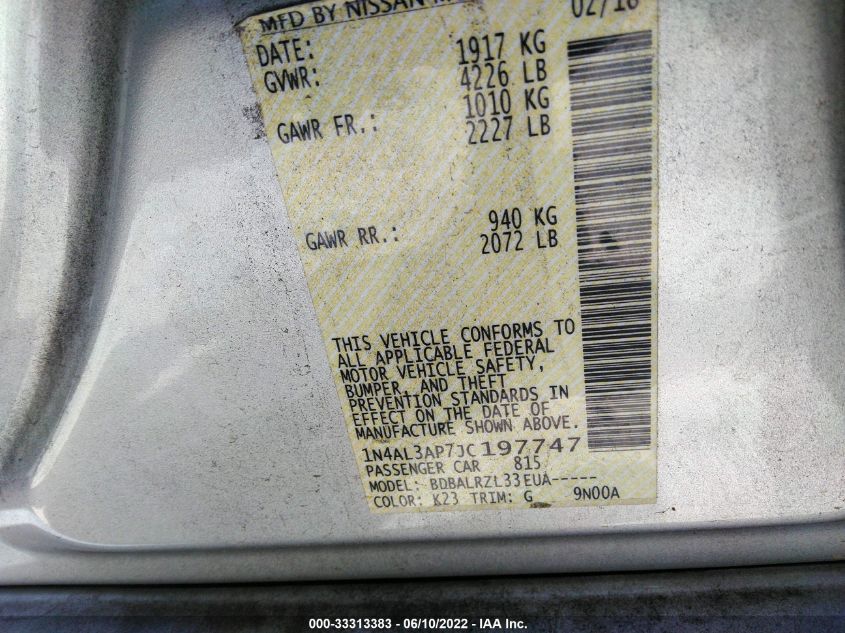 MFD BY NISSAN
DATE: 02/18
GVWR: 1917 KG
4226 LB
GAWR FR.: 1010 KG
2227 LB
GAWR RR.: 940 KG
2072 LB
THIS VEHICLE CONFORMS TO
ALL APPLICABLE FEDERAL
MOTOR VEHICLE SAFETY,
BUMPER, AND THEFT
PREVENTION STANDARDS IN
EFFECT ON THE DATE OF
MANUFACTURE SHOWN ABOVE.
1N4AL3AP7JC197747
PASSENGER CAR 815
MODEL: BDBALRZL33EUA-----
COLOR: K23 TRIM: G 9N00A
000-33313383 - 06/10/2022 - IAA Inc.